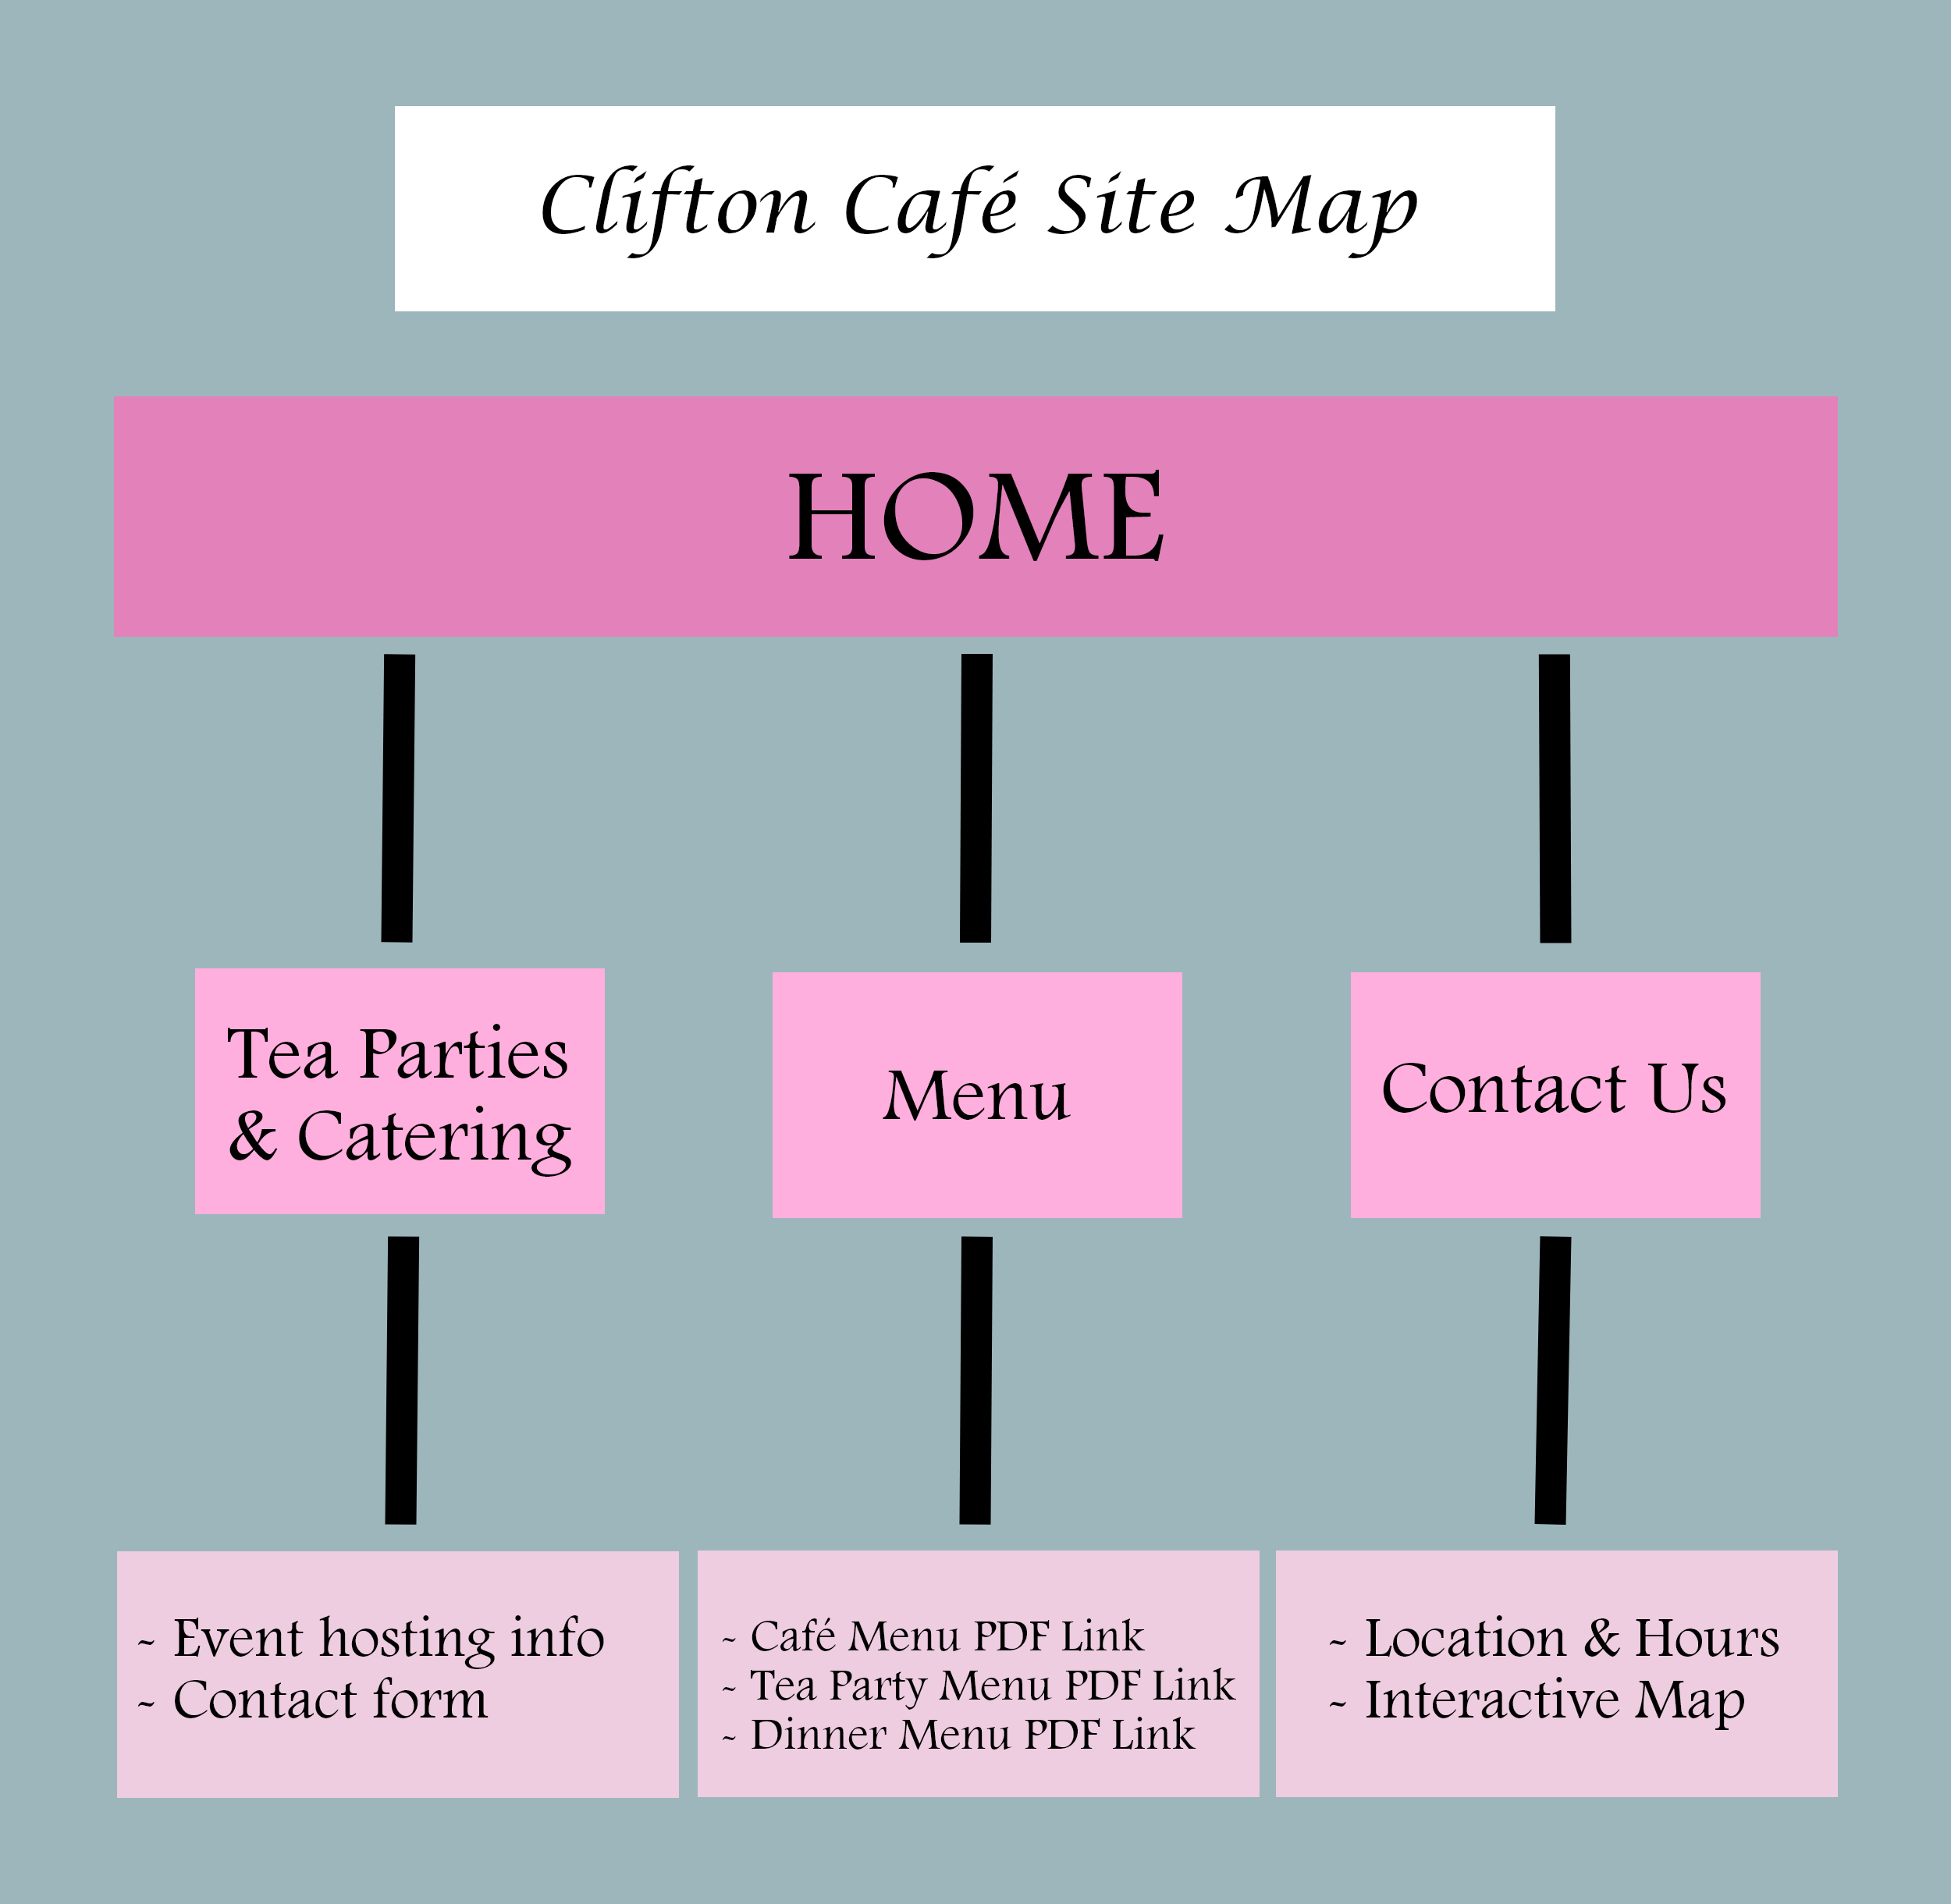 Clifton Café Site Map
HOME
Tea Parties
& Catering
Menu
Contact Us
~ Event hosting info
~ Contact form
~ Café Menu PDF Link
~ Tea Party Menu PDF Link
~ Dinner Menu PDF Link
~ Location & Hours
~ Interactive Map